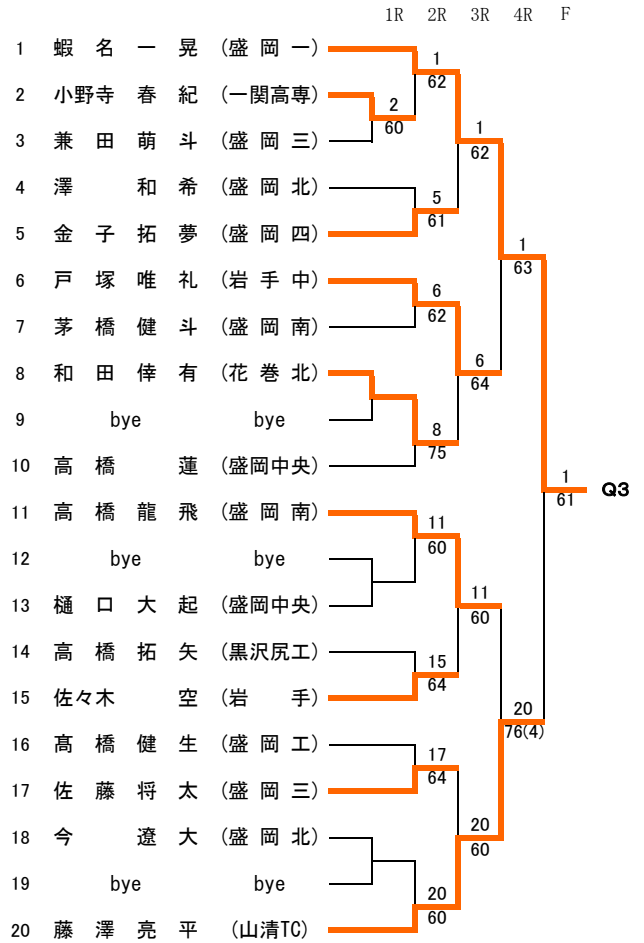 1R 2R 3R 4R F
1 蝦名一晃 (盛岡一)
1
62
2 小野寺春紀 (一関高専)
2
60
3 兼田萌斗 (盛岡三)
1
62
4 澤和希 (盛岡北)
5
61
5 金子拓夢 (盛岡四)
1
63
6 戸塚唯礼 (岩手中)
6
62
7 茅橋健斗 (盛岡南)
6
64
8 和田倖有 (花巻北)
9 bye bye
8
75
10 高橋蓮 (盛岡中央)
1
61
Q3
11 高橋龍飛 (盛岡南)
11
60
12 bye bye
13 樋口大起 (盛岡中央)
11
60
14 高橋拓矢 (黒沢尻工)
15
64
15 佐々木空 (岩手)
20
76(4)
16 髙橋健生 (盛岡工)
17
64
17 佐藤将太 (盛岡三)
18 今遼大 (盛岡北)
20
60
19 bye bye
20
60
20 藤澤亮平 (山清TC)